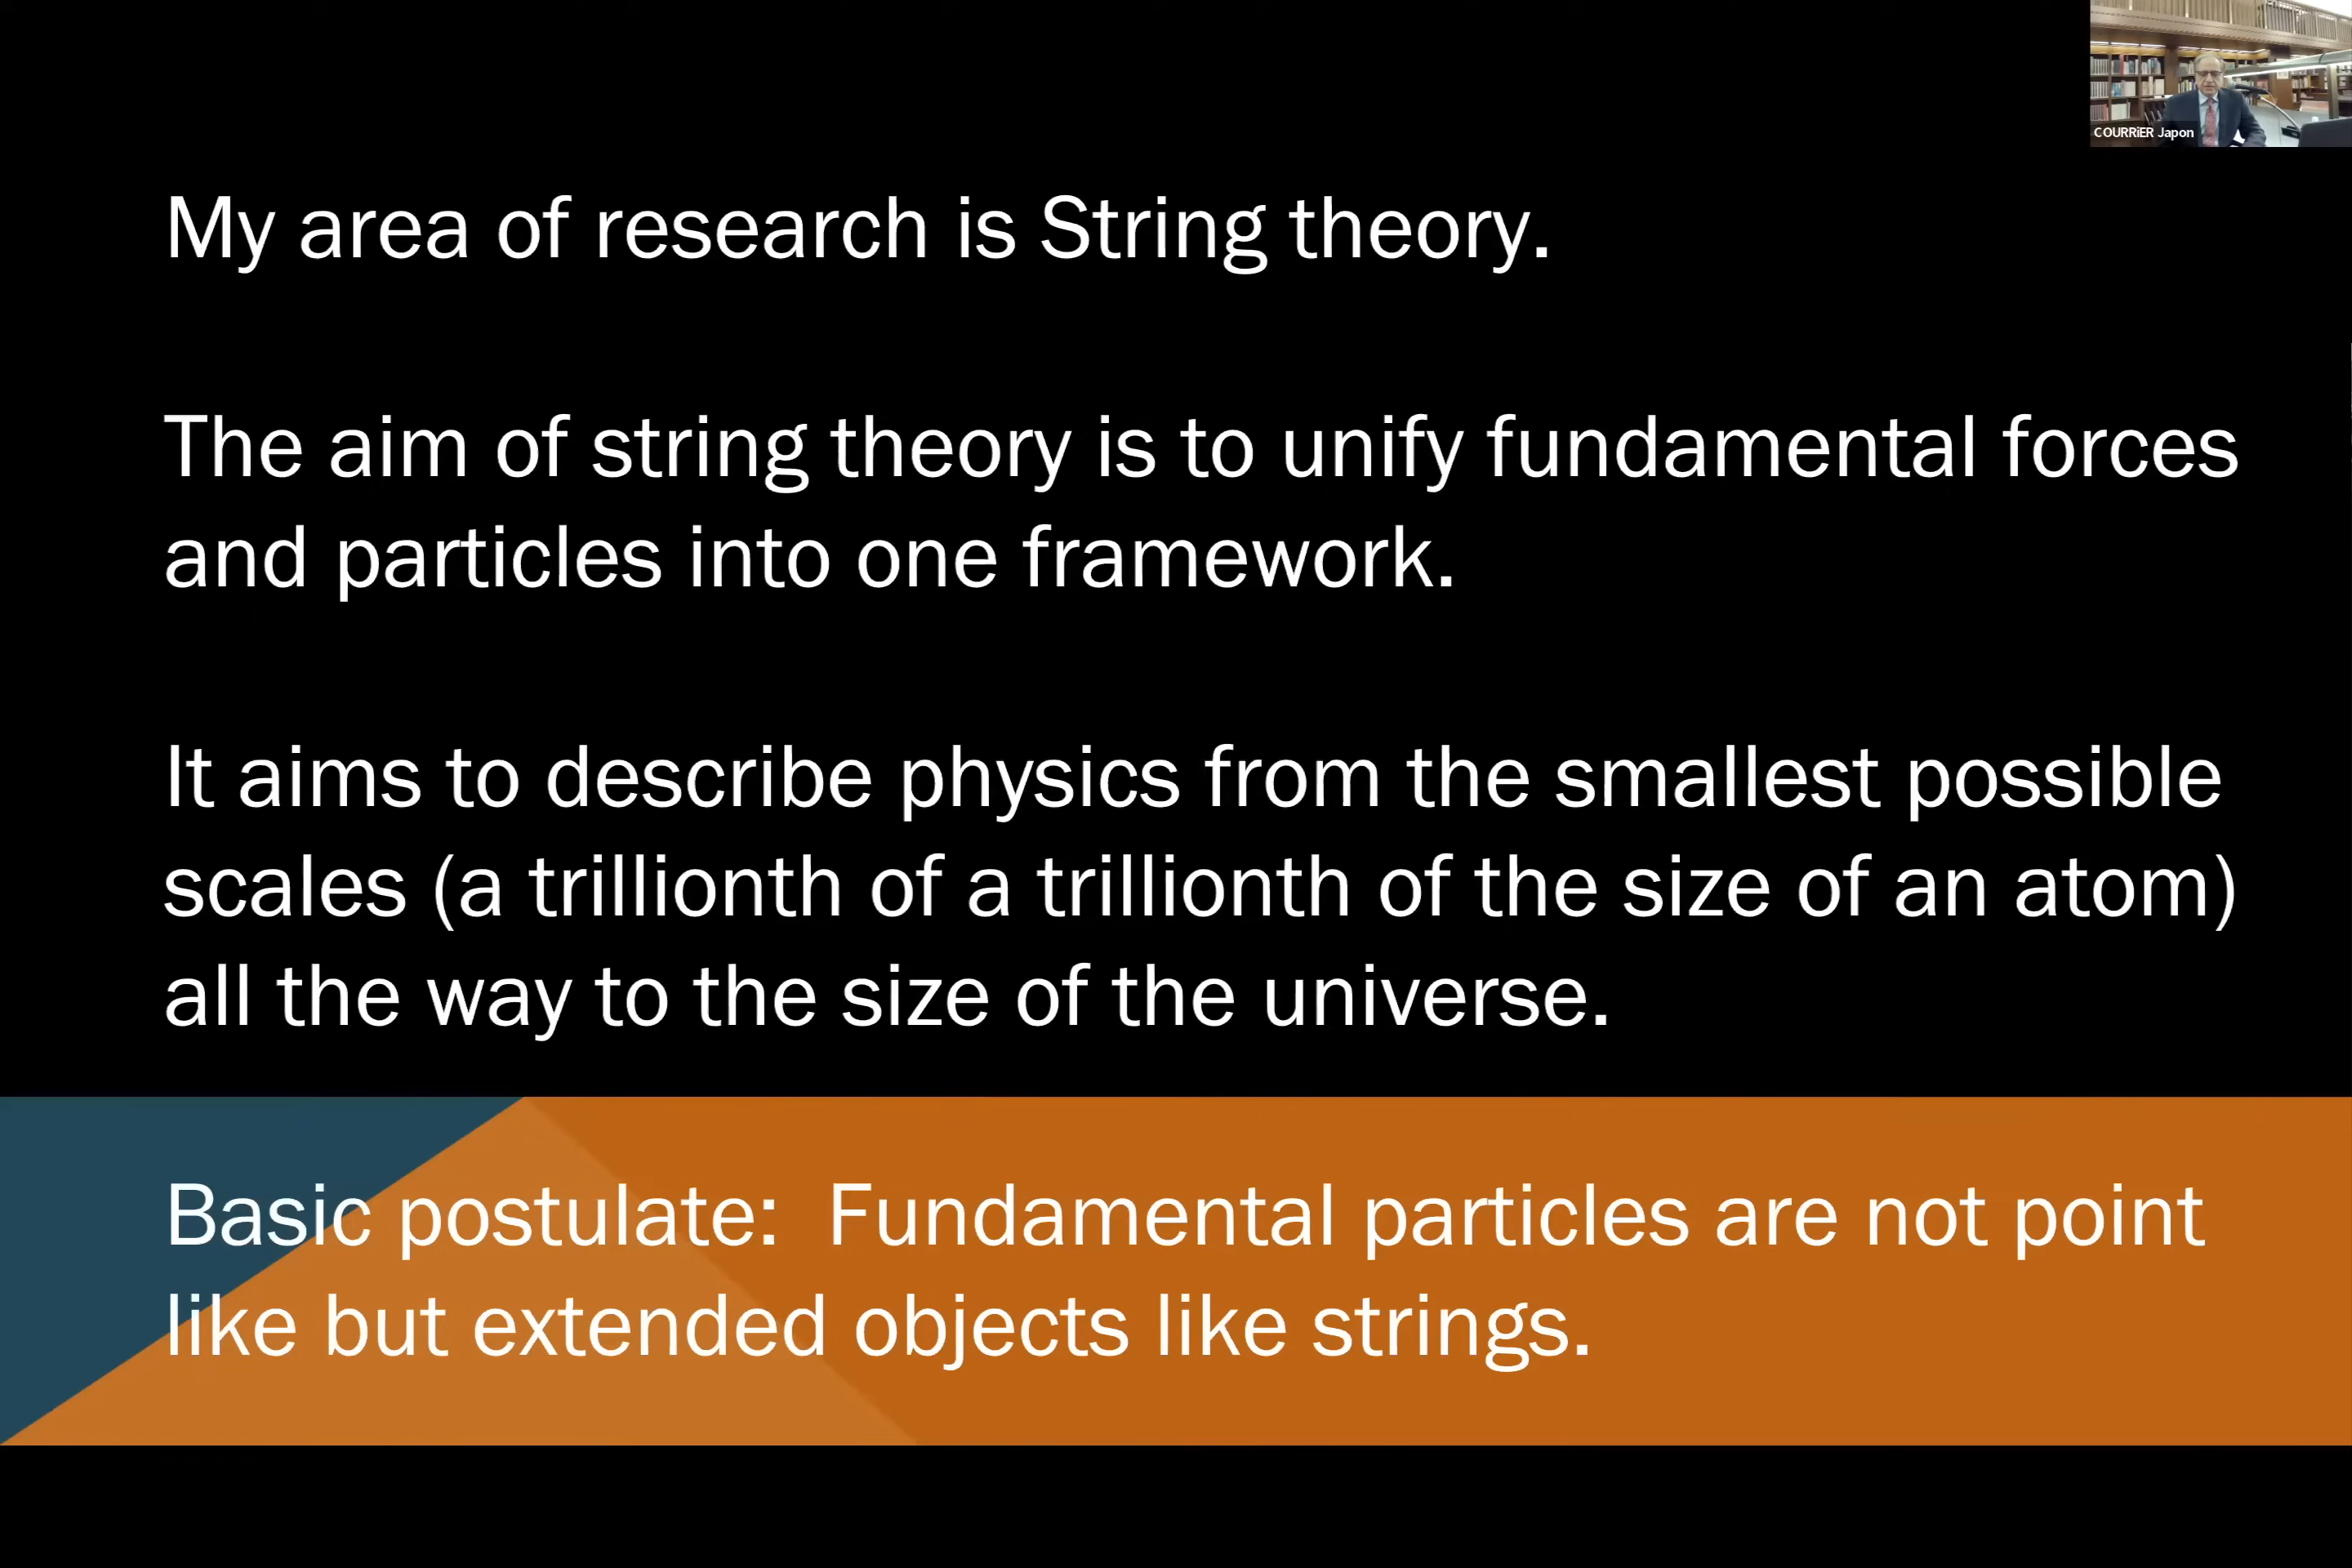 COURRiER Japon
My area of research is String theory.
The aim of string theory is to unify fundamental forces
and particles into one framework.
It aims to describe physics from the smallest possible
scales (a trillionth of a trillionth of the size of an atom)
all the way to the size of the universe.
Basic postulate:  Fundamental particles are not point
like but extended objects like strings.